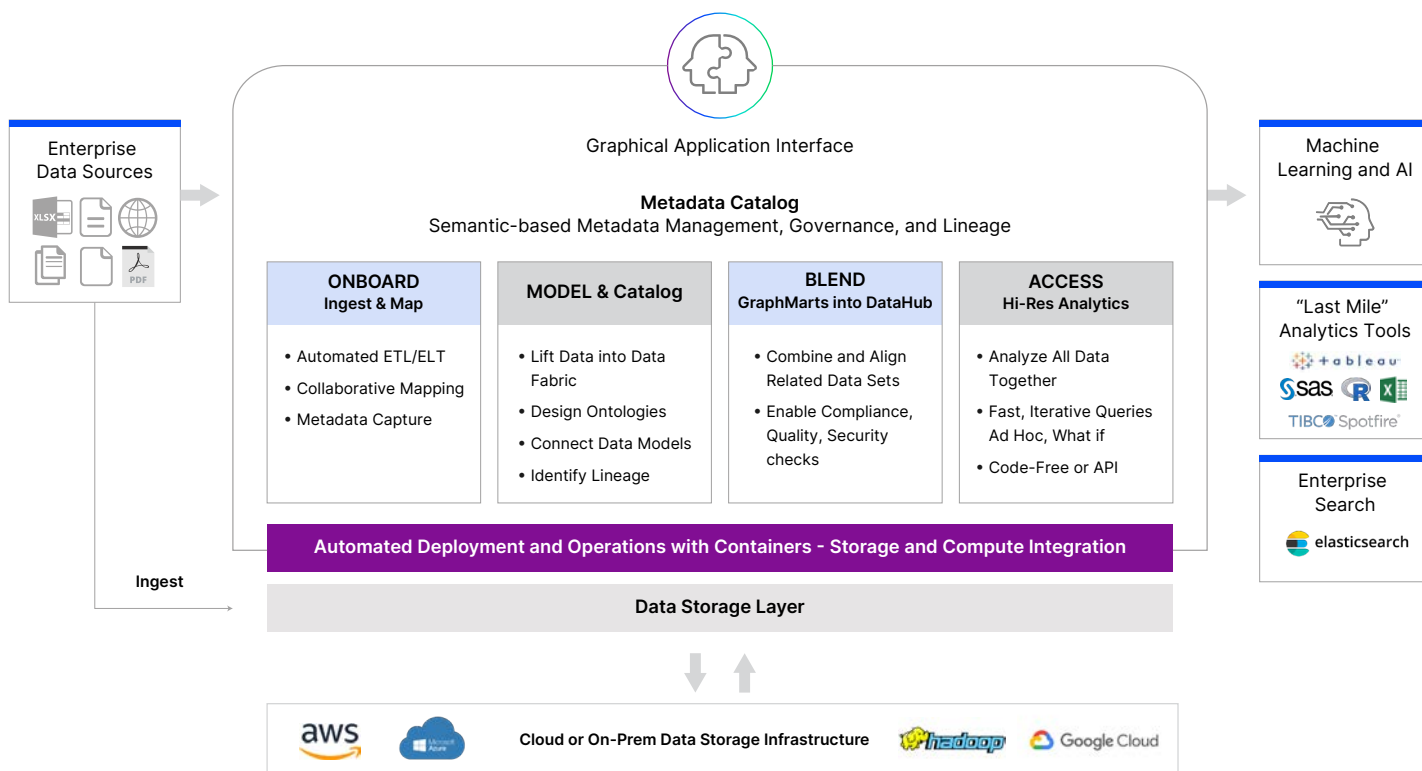 Graphical Application Interface
Metadata Catalog
Semantic-based Metadata Management, Governance, and Lineage
Enterprise
Data Sources
XLSX
PDF
ONBOARD
Ingest & Map
• Automated ETL/ELT
• Collaborative Mapping
• Metadata Capture
MODEL & Catalog
• Lift Data into Data
Fabric
• Design Ontologies
• Connect Data Models
• Identify Lineage
BLEND
GraphMarts into DataHub
• Combine and Align
Related Data Sets
• Enable Compliance,
Quality, Security
checks
ACCESS
Hi-Res Analytics
• Analyze All Data
Together
• Fast, Iterative Queries
Ad Hoc, What if
• Code-Free or API
Automated Deployment and Operations with Containers - Storage and Compute Integration
Ingest
Data Storage Layer
aws
Microsoft
Azure
Cloud or On-Prem Data Storage Infrastructure
hadoop
Google Cloud
Machine
Learning and AI
“Last Mile”
Analytics Tools
tableau
sas
R
X
TIBCO Spotfire®
Enterprise
Search
elasticsearch